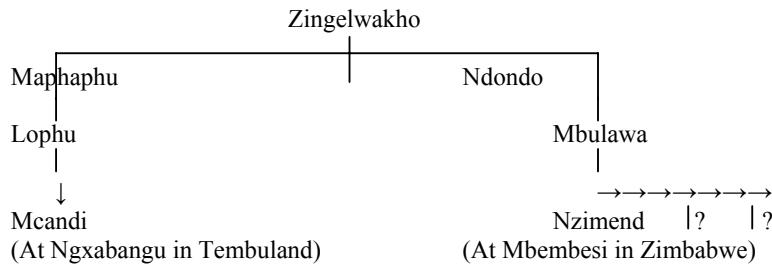 Zingelwakho
Maphaphu Ndondo
Lophu Mbulawa
↓ →→→→→→→
Mcandi Nzimend |? |?
(At Ngxabangu in Tembuland) (At Mbembesi in Zimbabwe)